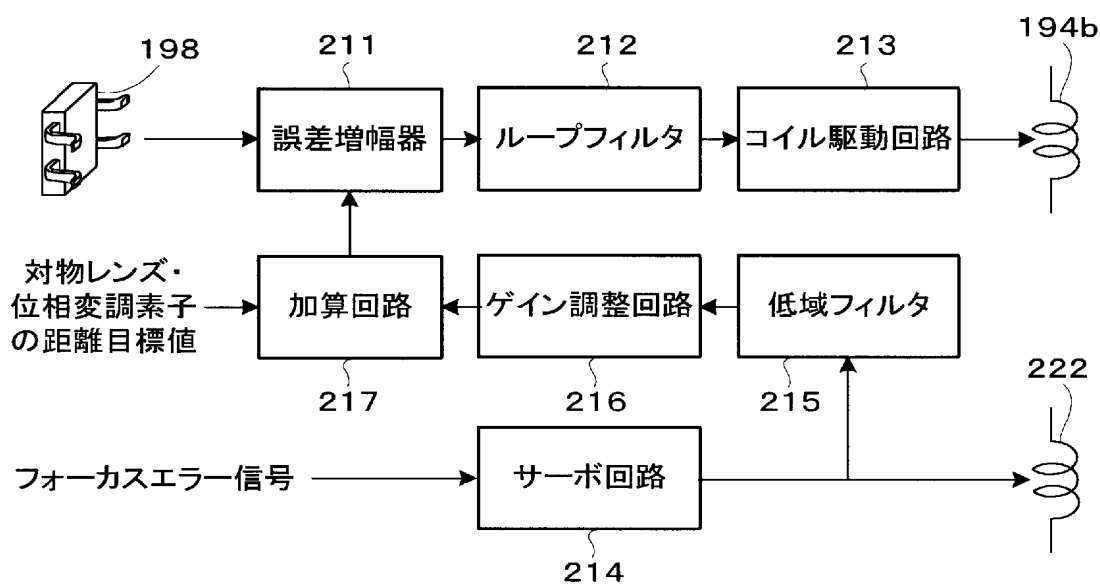 198
211
212
213
194b
誤差増幅器
ループフィルタ
コイル駆動回路
対物レンズ・
位相変調素子
の距離目標値
加算回路
ゲイン調整回路
低域フィルタ
217
216
215
222
フォーカスエラー信号
サーボ回路
214